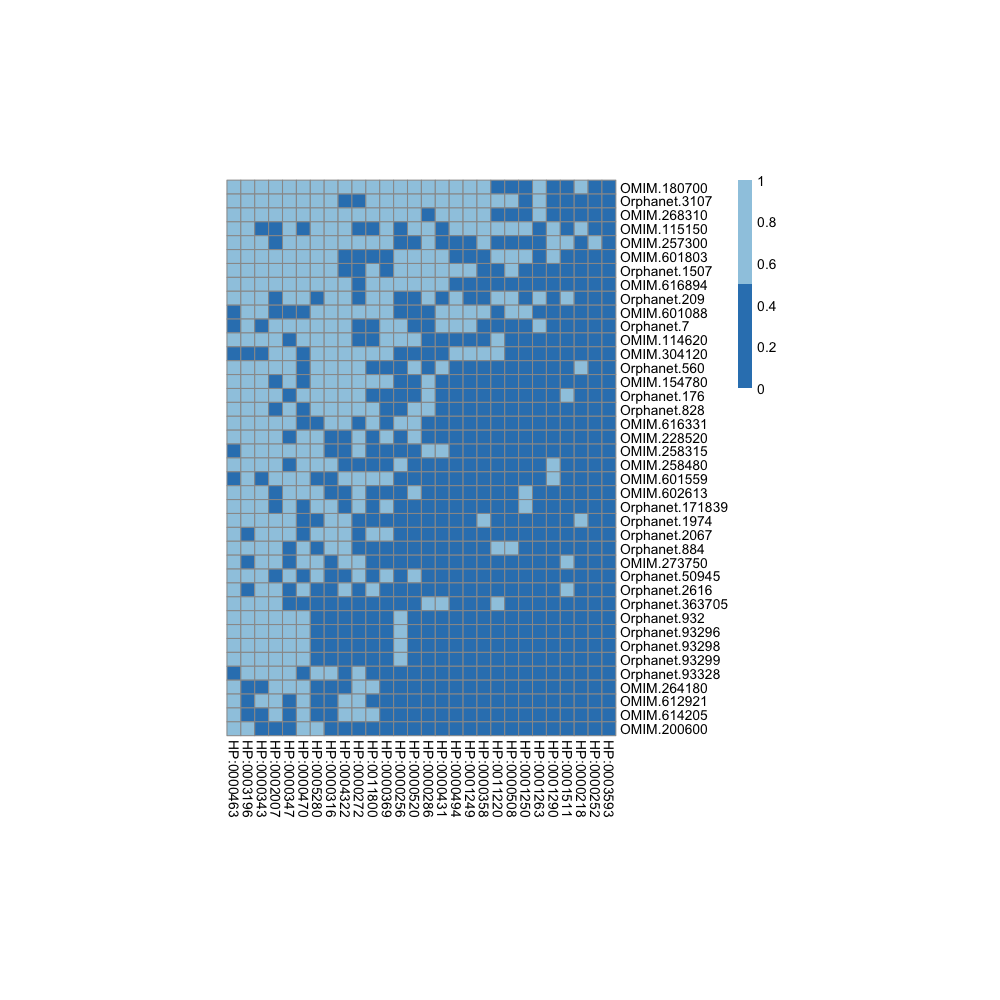 OMIM.180700
Orphanet.3107
OMIM.268310
OMIM.115150
OMIM.257300
OMIM.601803
Orphanet.1507
OMIM.616894
Orphanet.209
OMIM.601088
Orphanet.7
OMIM.114620
OMIM.304120
Orphanet.560
OMIM.154780
Orphanet.176
Orphanet.828
OMIM.616331
OMIM.228520
OMIM.258315
OMIM.258480
OMIM.601559
OMIM.602613
Orphanet.171839
Orphanet.1974
Orphanet.2067
Orphanet.884
OMIM.273750
Orphanet.50945
Orphanet.2616
Orphanet.363705
Orphanet.932
Orphanet.93296
Orphanet.93298
Orphanet.93299
Orphanet.93328
OMIM.264180
OMIM.612921
OMIM.614205
OMIM.200600
1
0.8
0.6
0.4
0.2
0
HP:0000463
HP:0003196
HP:0000343
HP:0002007
HP:0000347
HP:0000470
HP:0005280
HP:0000316
HP:0004322
HP:0000272
HP:0011800
HP:0000369
HP:0000256
HP:0000520
HP:0000286
HP:0000431
HP:0000494
HP:0001249
HP:0000358
HP:0011220
HP:0000508
HP:0001250
HP:0001263
HP:0001290
HP:0001511
HP:0000218
HP:0000252
HP:0003593